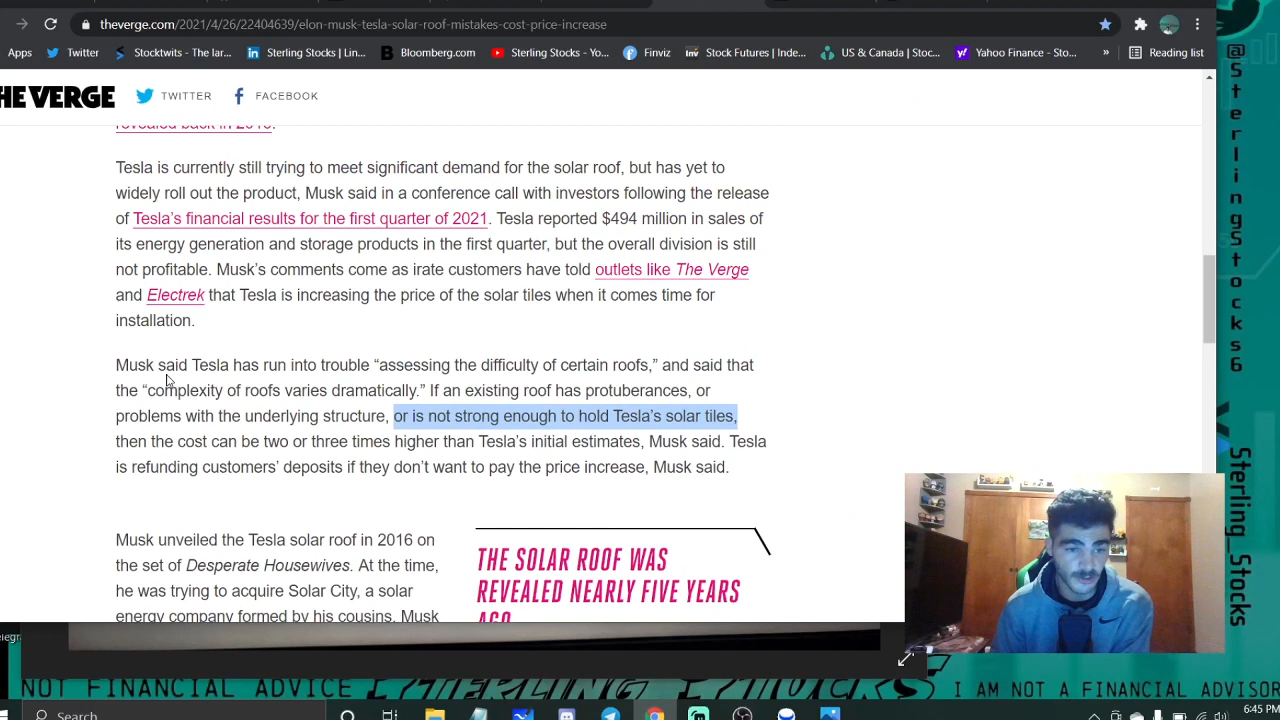 theverge.com/2021/4/26/22404639/elon-musk-tesla-solar-roof-mistakes-cost-price-increase
Apps Twitter Stocktwits - The lar... Sterling Stocks | Lin... Bloomberg.com Sterling Stocks - Yo... Finviz Stock Futures | Inde... US & Canada | Stoc... Yahoo Finance - Sto... » Reading list
HE VERGE TWITTER FACEBOOK
Tesla is currently still trying to meet significant demand for the solar roof, but has yet to
widely roll out the product, Musk said in a conference call with investors following the release
of Tesla’s financial results for the first quarter of 2021. Tesla reported $494 million in sales of
its energy generation and storage products in the first quarter, but the overall division is still
not profitable. Musk’s comments come as irate customers have told outlets like The Verge
and Electrek that Tesla is increasing the price of the solar tiles when it comes time for
installation.
Musk said Tesla has run into trouble “assessing the difficulty of certain roofs,” and said that
the “complexity of roofs varies dramatically.” If an existing roof has protuberances, or
problems with the underlying structure, or is not strong enough to hold Tesla’s solar tiles,
then the cost can be two or three times higher than Tesla’s initial estimates, Musk said. Tesla
is refunding customers’ deposits if they don’t want to pay the price increase, Musk said.
Musk unveiled the Tesla solar roof in 2016 on
the set of Desperate Housewives. At the time,
he was trying to acquire Solar City, a solar
energy company formed by his cousins. Musk
THE SOLAR ROOF WAS
REVEALED NEARLY FIVE YEARS
AGO
@SterlingStocks6
Sterling_Stocks
NOT FINANCIAL ADVICE
I AM NOT A FINANCIAL ADVISOR
Search
6:45 PM